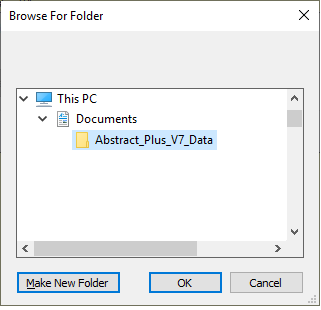 Browse For Folder
This PC
Documents
Abstract_Plus_V7_Data
Make New Folder
OK
Cancel